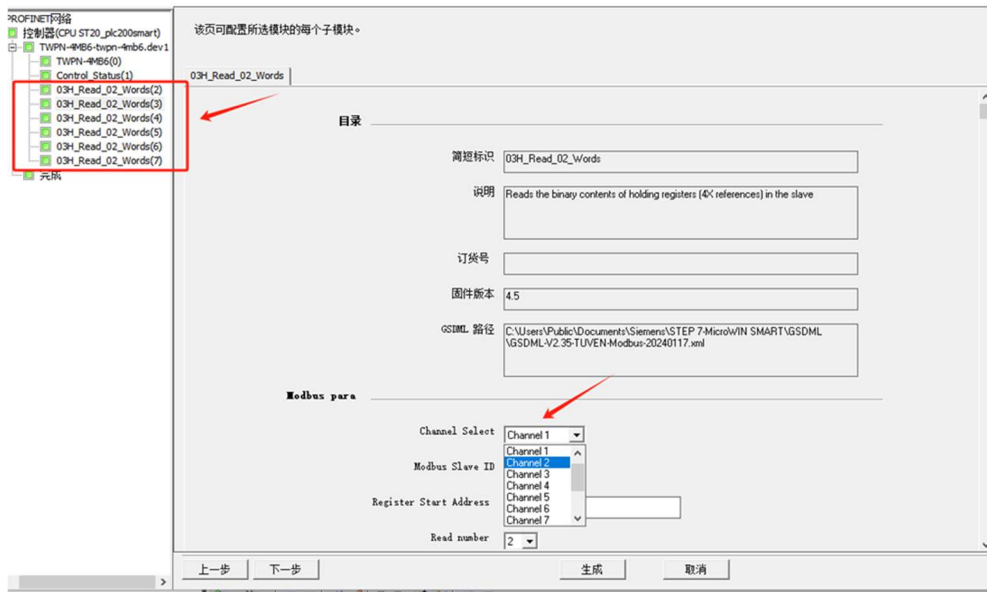 PROFINET网络
控制器(CPU ST20_plc200smart)
TWPN-4MB6-twpn-4mb6.dev1
TWPN-4MB6(0)
Control_Status(1)
03H_Read_02_Words(2)
03H_Read_02_Words(3)
03H_Read_02_Words(4)
03H_Read_02_Words(5)
03H_Read_02_Words(6)
03H_Read_02_Words(7)
完成
该页可配置所选模块的每个子模块。
03H_Read_02_Words
目录
简短标识 03H_Read_02_Words
说明 Reads the binary contents of holding registers (4X references) in the slave
订货号
固件版本 4.5
GSDML 路径 C:\Users\Public\Documents\Siemens\STEP 7-MicroWIN SMART\GSDML
\GSDML-V2.35-TUVEN-Modbus-20240117.xml
Modbus para
Channel Select Channel 1
Channel 1
Modbus Slave ID Channel 2
Channel 3
Channel 4
Register Start Address Channel 5
Channel 6
Channel 7
Read number 2
上一步 下一步 生成 取消